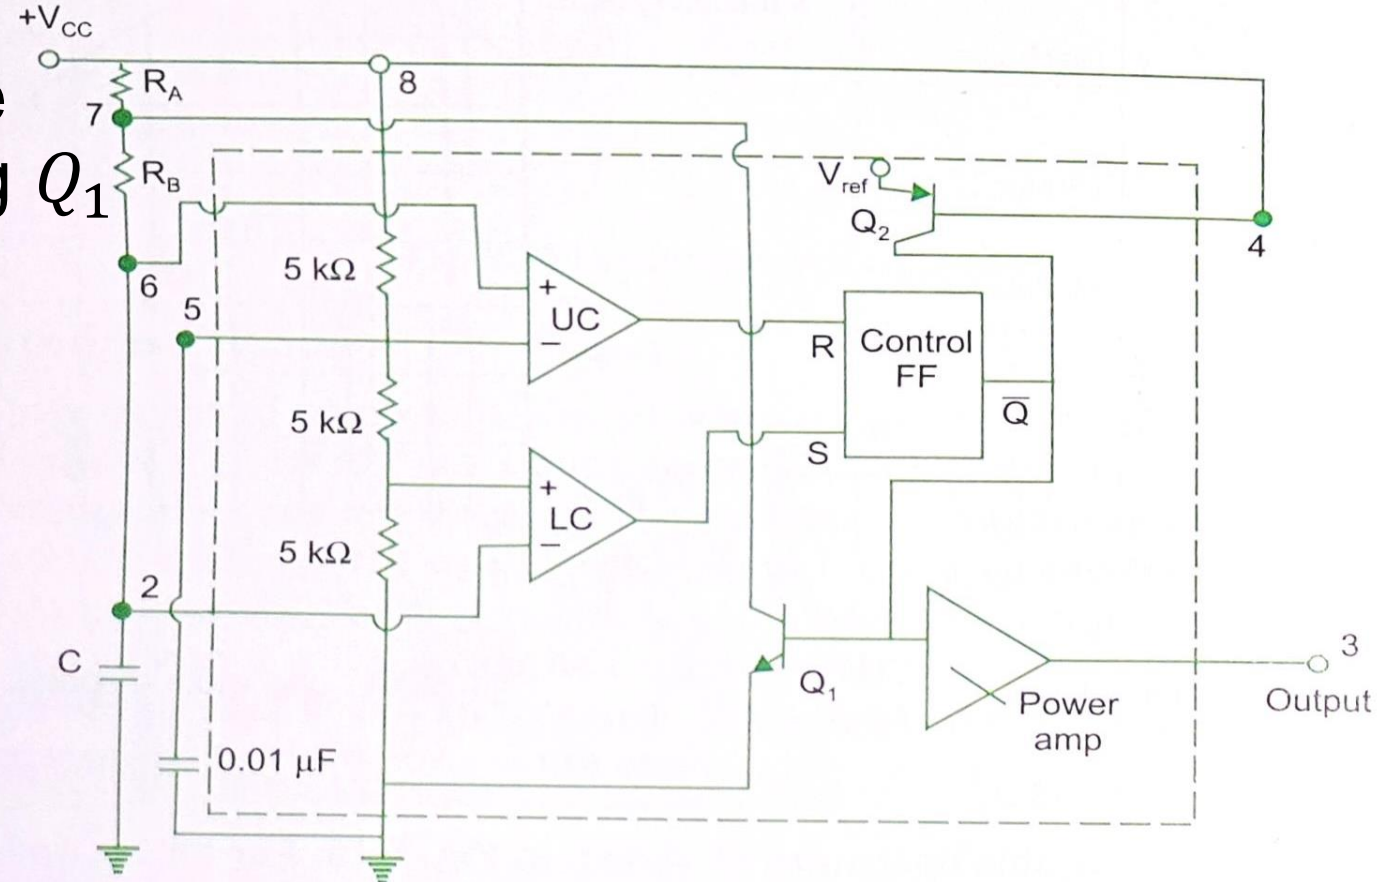 +V_CC
R_A
8
7
R_B
g Q_1
V_ref
Q_2
4
6
5 kΩ
+
UC
−
5
R
Control
FF
Q̅
5 kΩ
S
+
LC
−
5 kΩ
2
C
Q_1
3
Output
Power
amp
0.01 μF